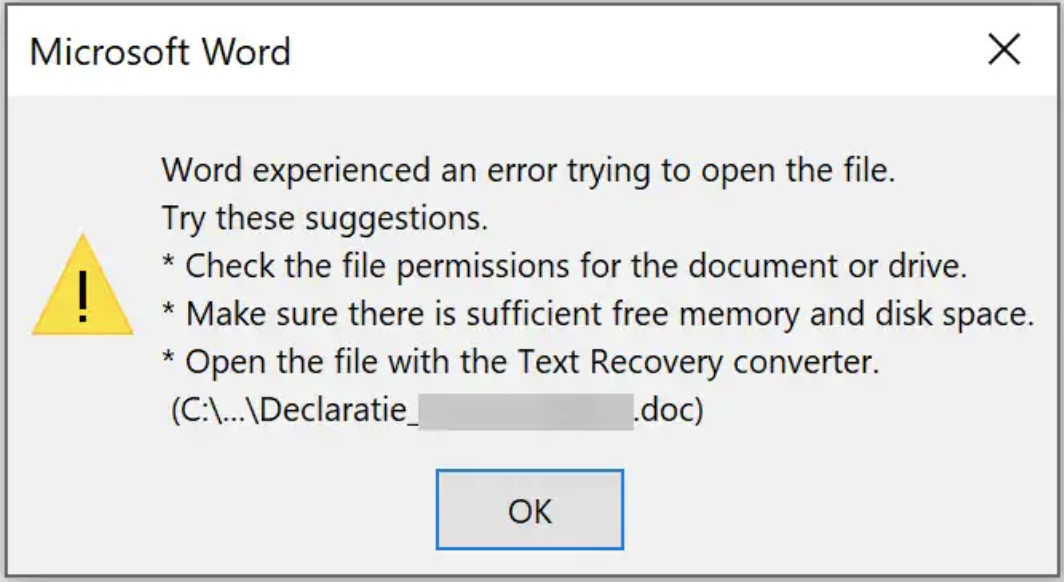 Microsoft Word
Word experienced an error trying to open the file.
Try these suggestions.
* Check the file permissions for the document or drive.
* Make sure there is sufficient free memory and disk space.
* Open the file with the Text Recovery converter.
(C:\...\Declaratie_ .doc)
OK